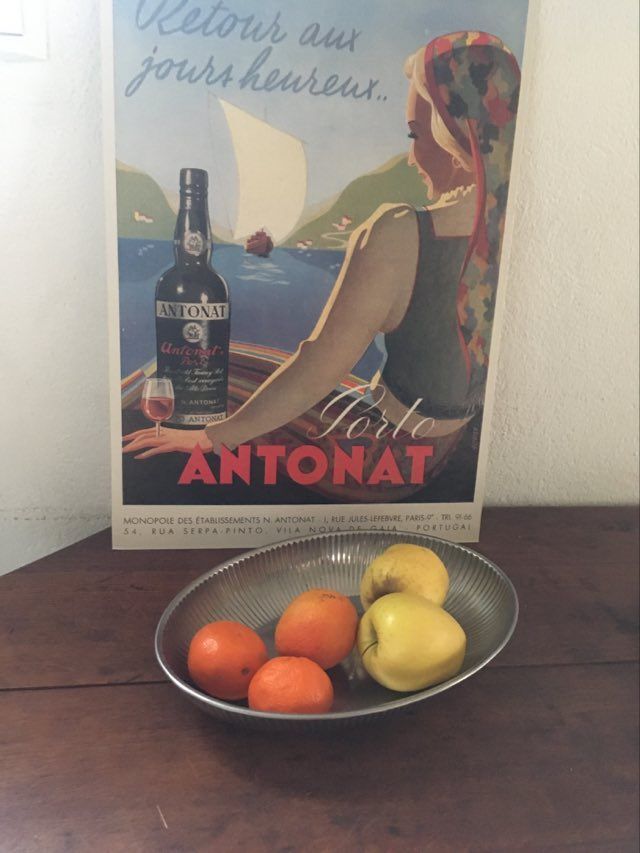 Retour aux
jours heureux..
ANTONAT
Antonat's
Porto
ANTONAT
Porto
ANTONAT
MONOPOLE DES ÉTABLISSEMENTS N. ANTONAT 1, RUE JULES-LEFEBVRE, PARIS-9e - TRI. 91-66
54, RUA SERPA-PINTO, VILA NOVA DE GAIA, PORTUGAL